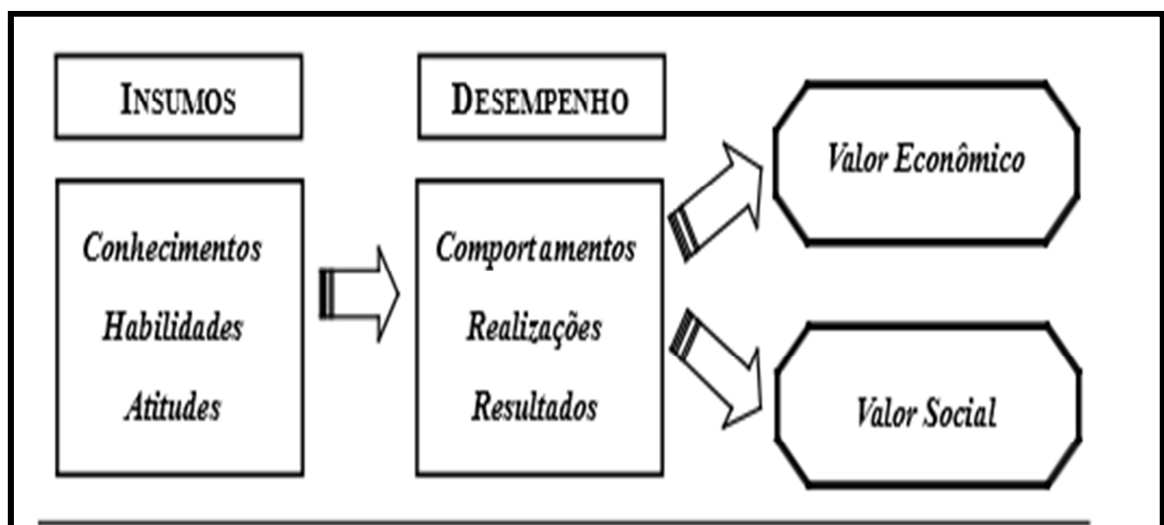 INSUMOS
Conhecimentos
Habilidades
Atitudes
DESEMPENHO
Comportamentos
Realizações
Resultados
Valor Econômico
Valor Social